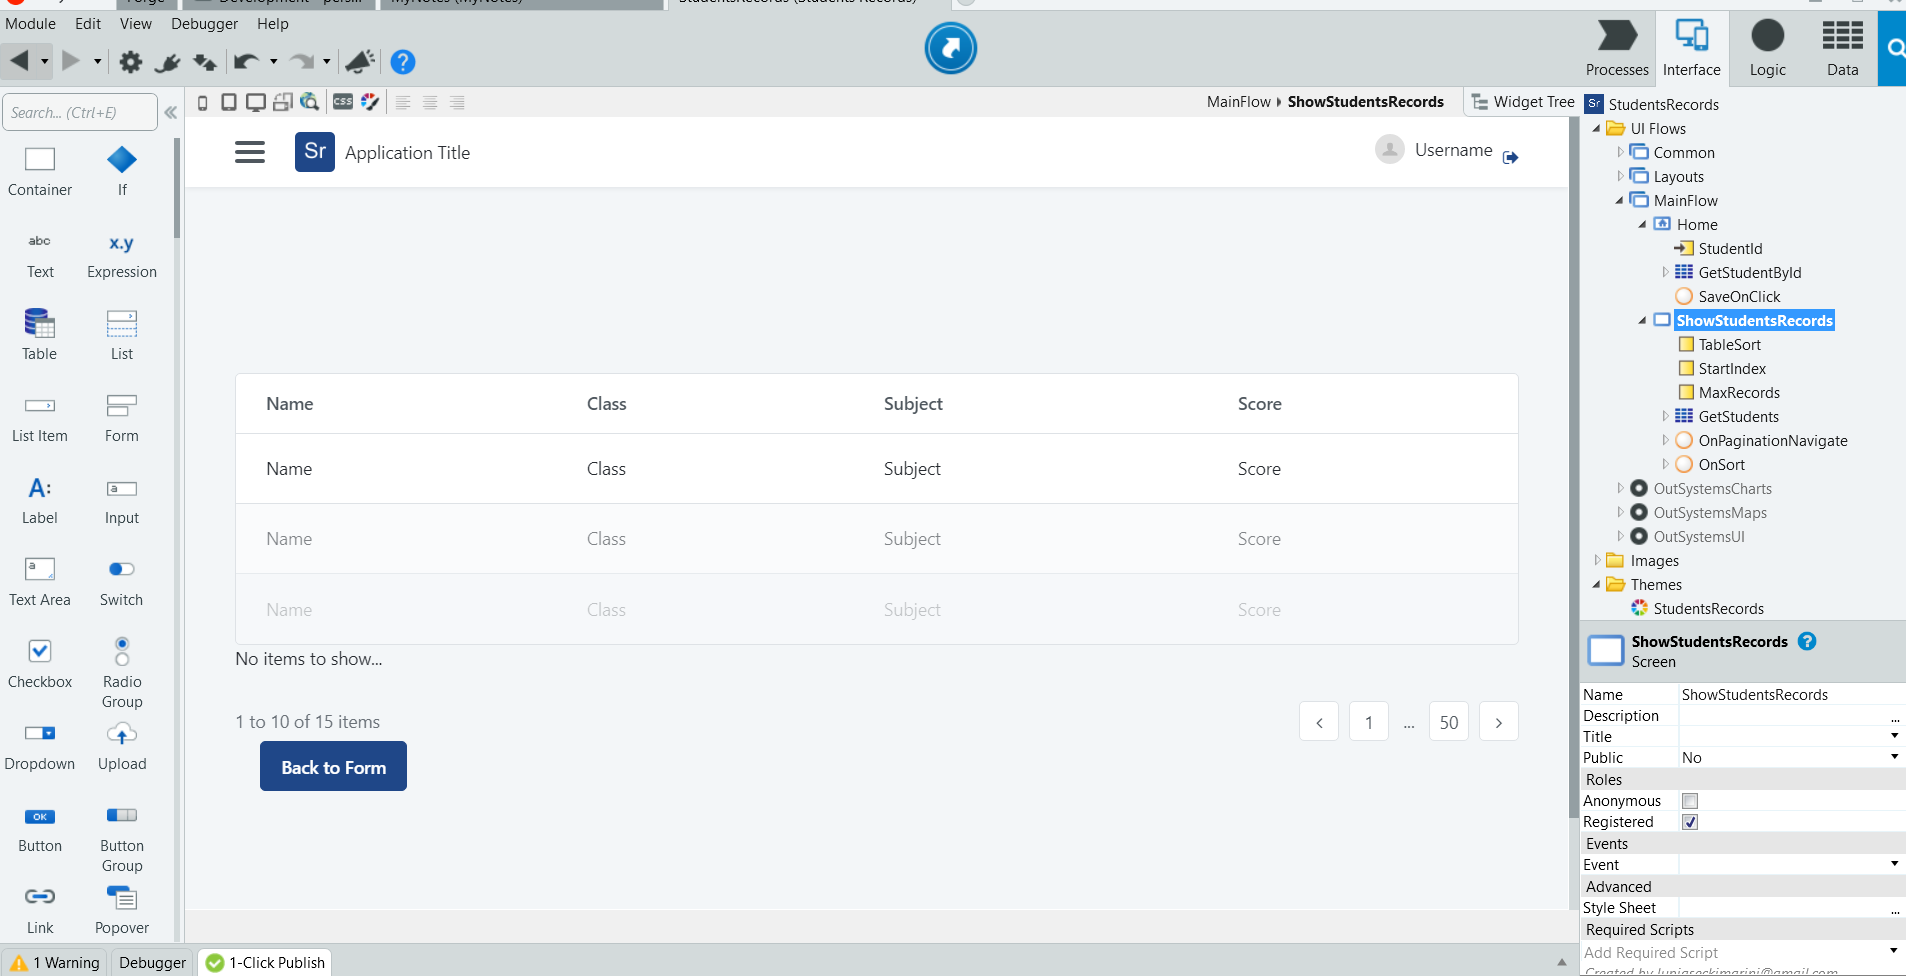 Module Edit View Debugger Help
Processes Interface Logic Data
Search... (Ctrl+E)
css
MainFlow ShowStudentsRecords
Widget Tree
Container If
abc x.y
Text Expression
Table List
List Item Form
A: a
Label Input
a
Text Area Switch
Checkbox Radio Group
Dropdown Upload
OK
Button Button Group
Link Popover
Sr Application Title
Username
Name Class Subject Score
Name Class Subject Score
Name Class Subject Score
Name Class Subject Score
No items to show...
1 to 10 of 15 items
< 1 ... 50 >
Back to Form
Sr StudentsRecords
UI Flows
Common
Layouts
MainFlow
Home
StudentId
GetStudentById
SaveOnClick
ShowStudentsRecords
TableSort
StartIndex
MaxRecords
GetStudents
OnPaginationNavigate
OnSort
OutSystemsCharts
OutSystemsMaps
OutSystemsUI
Images
Themes
StudentsRecords
ShowStudentsRecords ?
Screen
Name ShowStudentsRecords
Description ...
Title
Public No
Roles
Anonymous
Registered
Events
Event
Advanced
Style Sheet ...
Required Scripts
Add Required Script
1 Warning Debugger 1-Click Publish